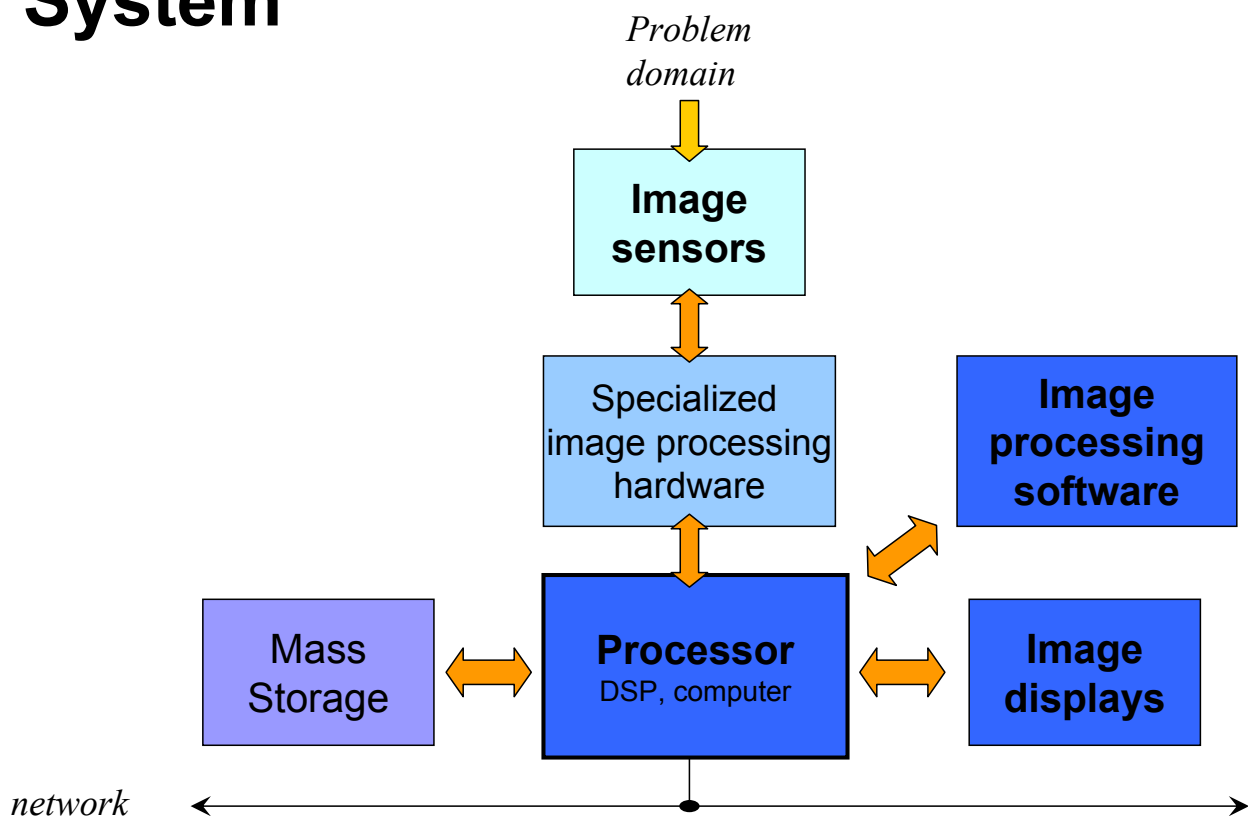 System
Problem
domain
Image
sensors
Specialized
image processing
hardware
Image
processing
software
Mass
Storage
Processor
DSP, computer
Image
displays
network